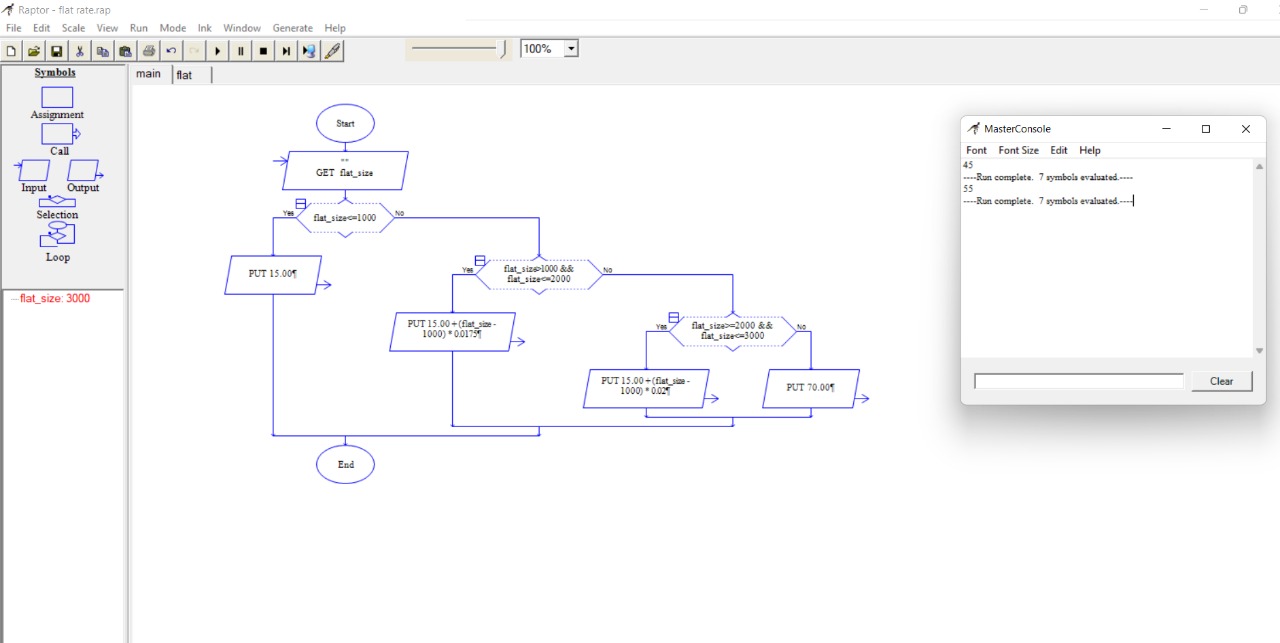 Raptor - flat rate.rap
File Edit Scale View Run Mode Ink Window Generate Help
100%
Symbols
Assignment
Call
Input Output
Selection
Loop
flat_size: 3000
main flat
Start
""
GET flat_size
Yes
flat_size<=1000
No
PUT 15.00¶
Yes
flat_size>1000 &&
flat_size<=2000
No
PUT 15.00 + (flat_size -
1000) * 0.0175¶
Yes
flat_size>=2000 &&
flat_size<=3000
No
PUT 15.00 + (flat_size -
1000) * 0.02¶
PUT 70.00¶
End
MasterConsole
Font Font Size Edit Help
45
----Run complete. 7 symbols evaluated.----
55
----Run complete. 7 symbols evaluated.----
Clear